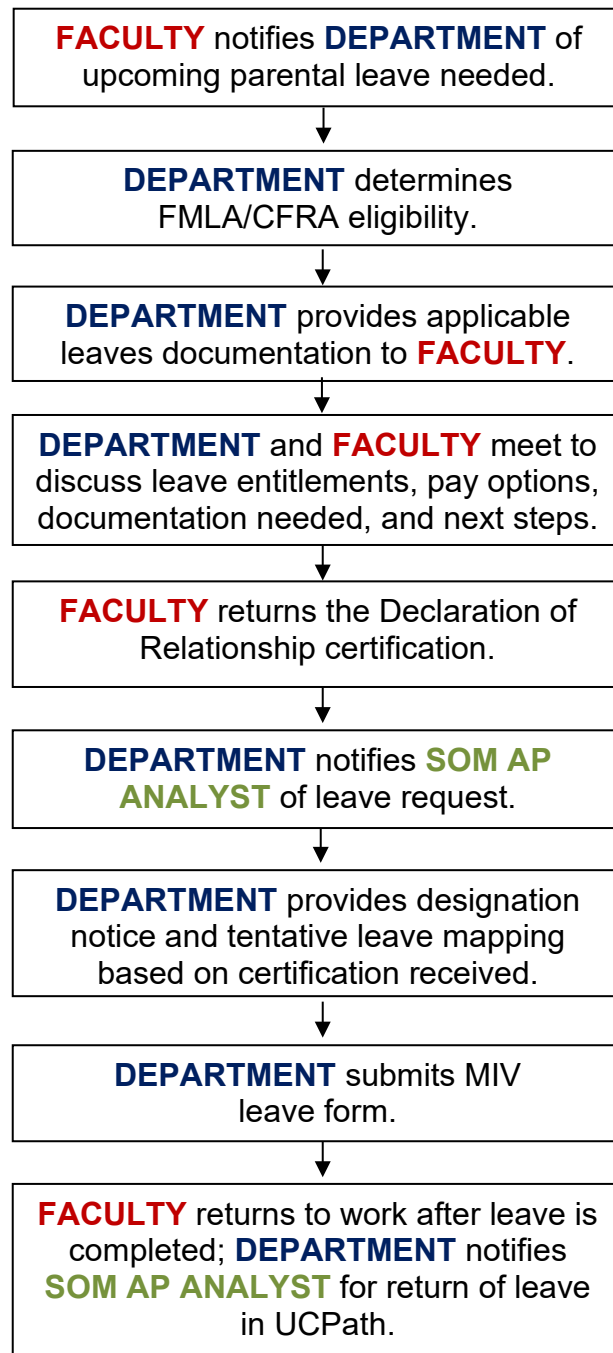 FACULTY notifies DEPARTMENT of
upcoming parental leave needed.
DEPARTMENT determines
FMLA/CFRA eligibility.
DEPARTMENT provides applicable
leaves documentation to FACULTY.
DEPARTMENT and FACULTY meet to
discuss leave entitlements, pay options,
documentation needed, and next steps.
FACULTY returns the Declaration of
Relationship certification.
DEPARTMENT notifies SOM AP
ANALYST of leave request.
DEPARTMENT provides designation
notice and tentative leave mapping
based on certification received.
DEPARTMENT submits MIV
leave form.
FACULTY returns to work after leave is
completed; DEPARTMENT notifies
SOM AP ANALYST for return of leave
in UCPath.